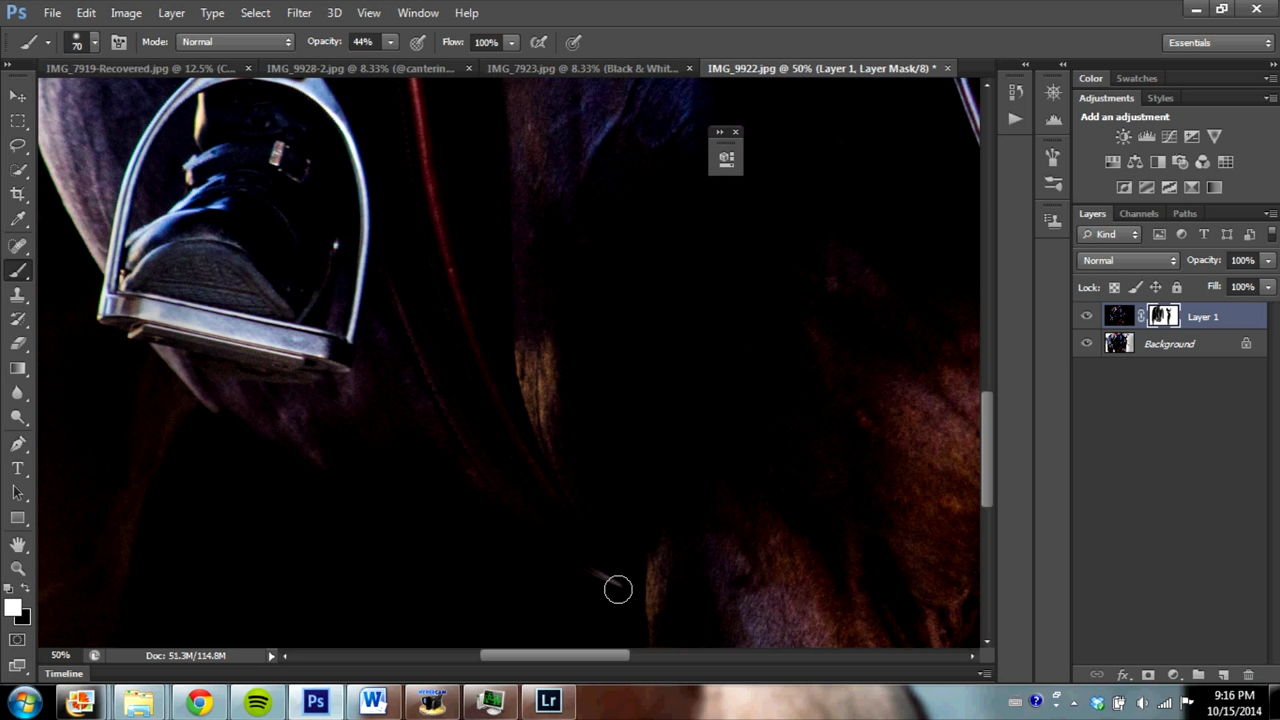 Ps File Edit Image Layer Type Select Filter 3D View Window Help
70 Mode: Normal Opacity: 44% Flow: 100% Essentials
IMG_7919-Recovered.jpg @ 12.5% (C... × IMG_9928-2.jpg @ 8.33% (@canterin... × IMG_7923.jpg @ 8.33% (Black & Whit... × IMG_9922.jpg @ 50% (Layer 1, Layer Mask/8) * ×
Color Swatches
Adjustments Styles
Add an adjustment
Layers Channels Paths
Kind
Normal Opacity: 100%
Lock: Fill: 100%
Layer 1
Background
50% Doc: 51.3M/114.8M
Timeline
Ps W Lr
9:16 PM
10/15/2014